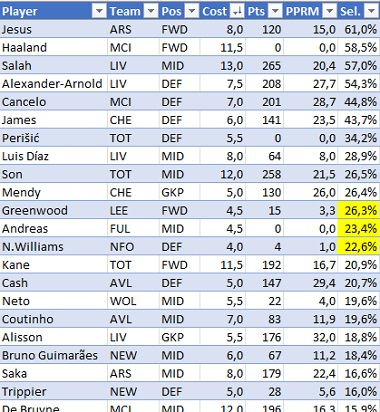 Player Team Pos Cost Pts PPRM Sel.
Jesus ARS FWD 8,0 120 15,0 61,0%
Haaland MCI FWD 11,5 0 0,0 58,5%
Salah LIV MID 13,0 265 20,4 57,0%
Alexander-Arnold LIV DEF 7,5 208 27,7 54,3%
Cancelo MCI DEF 7,0 201 28,7 44,8%
James CHE DEF 6,0 141 23,5 43,7%
Perišić TOT DEF 5,5 0 0,0 34,2%
Luis Díaz LIV MID 8,0 64 8,0 28,9%
Son TOT MID 12,0 258 21,5 26,5%
Mendy CHE GKP 5,0 130 26,0 26,4%
Greenwood LEE FWD 4,5 15 3,3 26,3%
Andreas FUL MID 4,5 0 0,0 23,4%
N.Williams NFO DEF 4,0 4 1,0 22,6%
Kane TOT FWD 11,5 192 16,7 20,9%
Cash AVL DEF 5,0 147 29,4 20,7%
Neto WOL MID 5,5 22 4,0 19,6%
Coutinho AVL MID 7,0 83 11,9 19,6%
Alisson LIV GKP 5,5 176 32,0 18,8%
Bruno Guimarães NEW MID 6,0 67 11,2 18,4%
Saka ARS MID 8,0 179 22,4 16,6%
Trippier NEW DEF 5,0 28 5,6 16,0%
De Bruyne MCI MID 12,0 196 16,3 15,9%